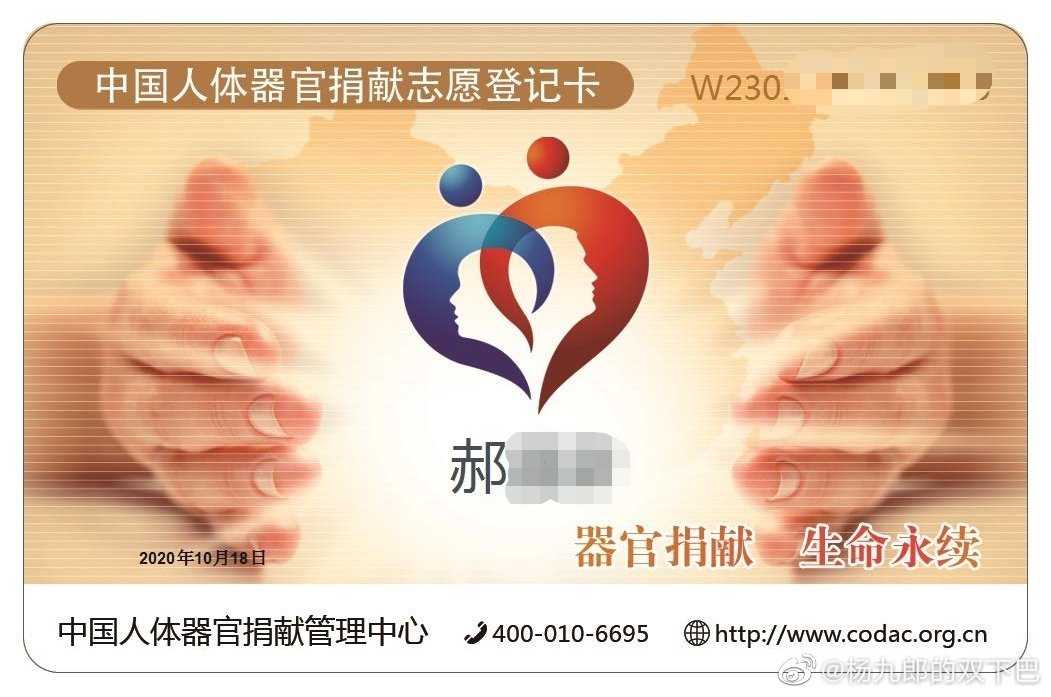 中国人体器官捐献志愿登记卡 W230
郝
2020年10月18日
器官捐献 生命永续
中国人体器官捐献管理中心 400-010-6695 http://www.codac.org.cn
@杨九郎的双下巴